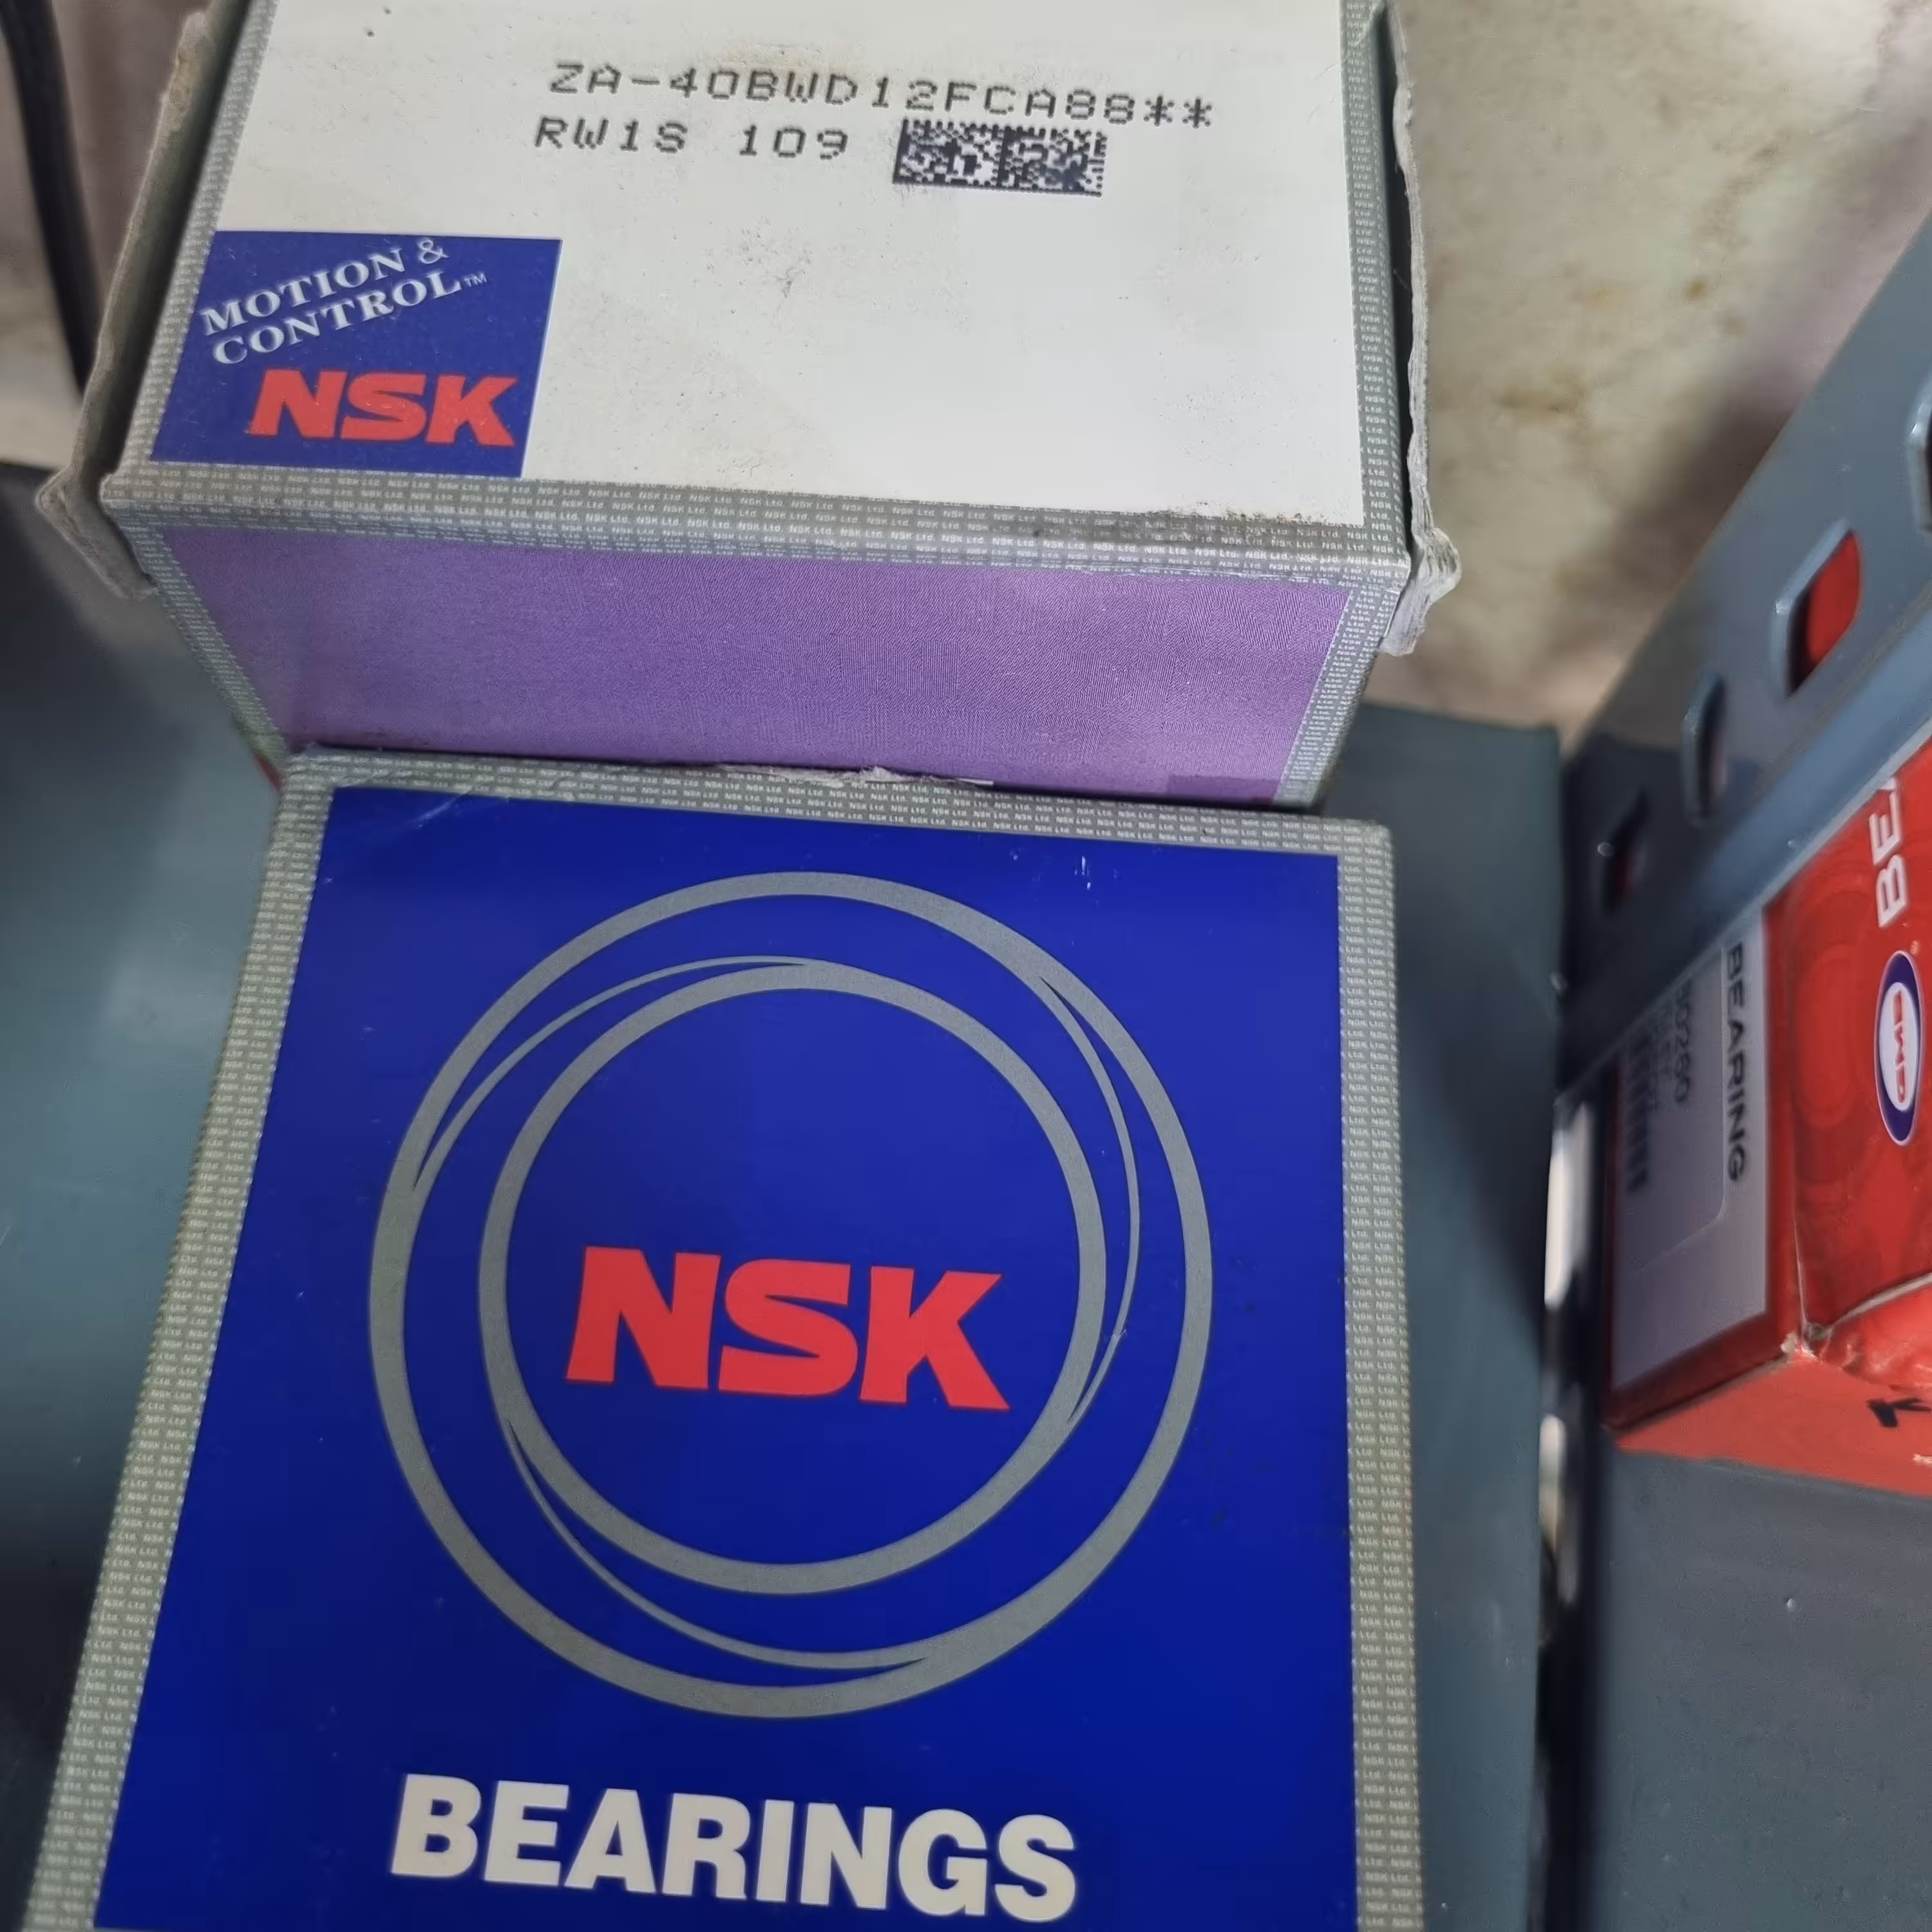 ZA-40BWD12FCA88**
RW1S 109
MOTION &
CONTROL™
NSK
NSK
BEARINGS
BEARING